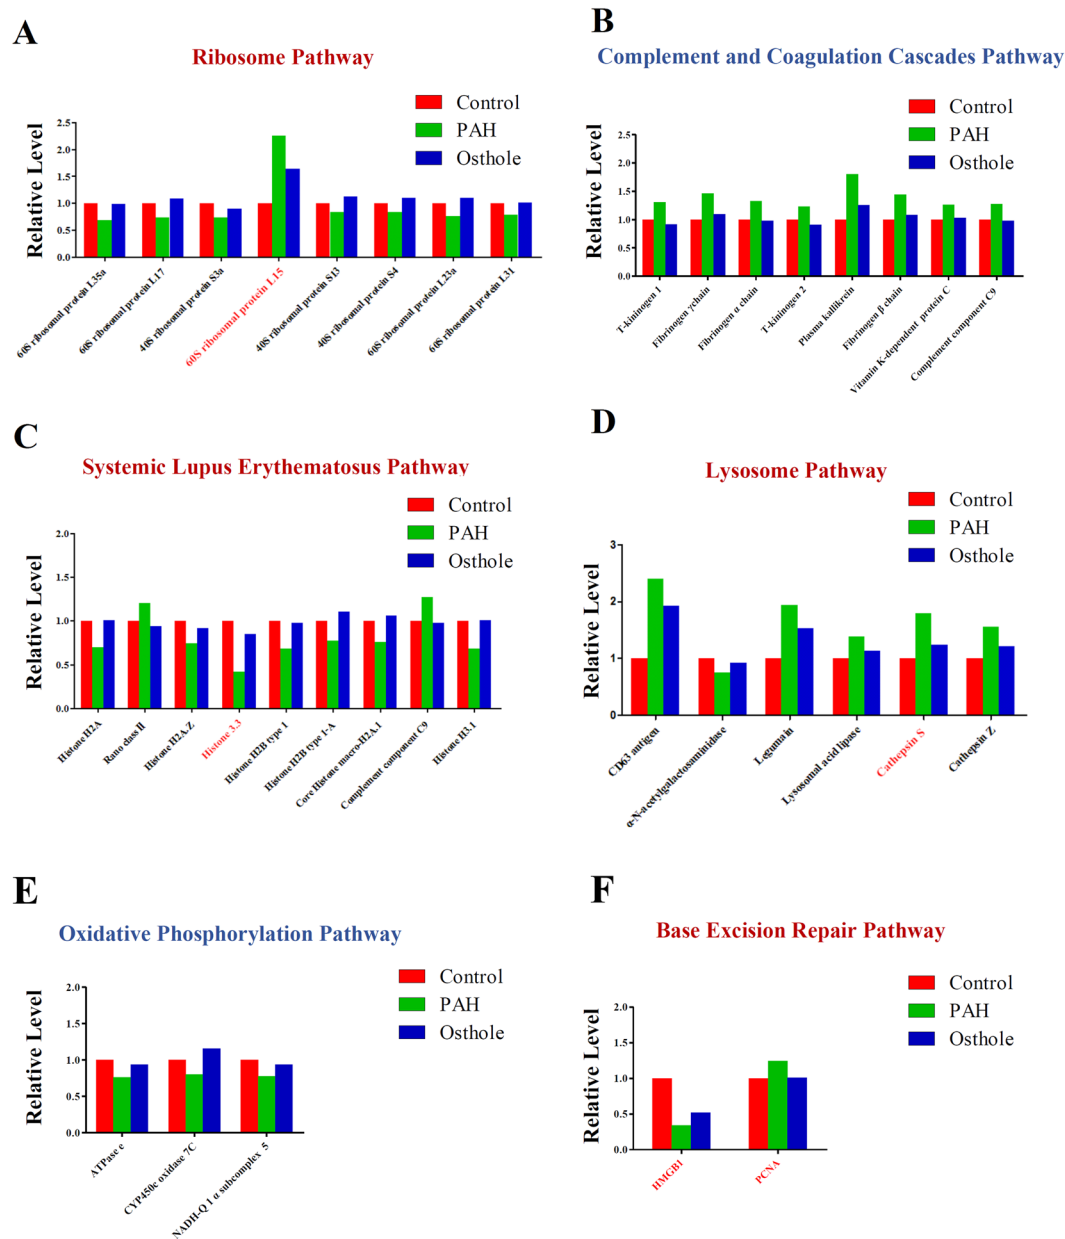 A
Ribosome Pathway
Control
PAH
Osthole
Relative Level
2.5
2.0
1.5
1.0
0.5
0.0
60S ribosomal protein L35a
60S ribosomal protein L17
40S ribosomal protein S3a
60S ribosomal protein L15
40S ribosomal protein S13
40S ribosomal protein S4
60S ribosomal protein L23a
60S ribosomal protein L31
B
Complement and Coagulation Cascades Pathway
Control
PAH
Osthole
Relative Level
2.5
2.0
1.5
1.0
0.5
0.0
T-kininogen 1
Fibrinogen γchain
Fibrinogen α chain
T-kininogen 2
Plasma kallikrein
Fibrinogen β chain
Vitamin K-dependent protein C
Complement component C9
C
Systemic Lupus Erythematosus Pathway
Control
PAH
Osthole
Relative Level
2.0
1.5
1.0
0.5
0.0
Histone H2A
Rano class II
Histone H2A.Z
Histone 3.3
Histone H2B type 1
Histone H2B type 1-A
Core Histone macro-H2A.1
Complement component C9
Histone H3.1
D
Lysosome Pathway
Control
PAH
Osthole
Relative Level
3
2
1
0
CD63 antigen
α-N-acetylgalactosaminidase
Legumain
Lysosomal acid lipase
Cathepsin S
Cathepsin Z
E
Oxidative Phosphorylation Pathway
Control
PAH
Osthole
Relative Level
2.0
1.5
1.0
0.5
0.0
ATPase e
CYP450c oxidase 7C
NADH-Q 1 α subcomplex 5
F
Base Excision Repair Pathway
Control
PAH
Osthole
Relative Level
2.0
1.5
1.0
0.5
0.0
HMGB1
PCNA